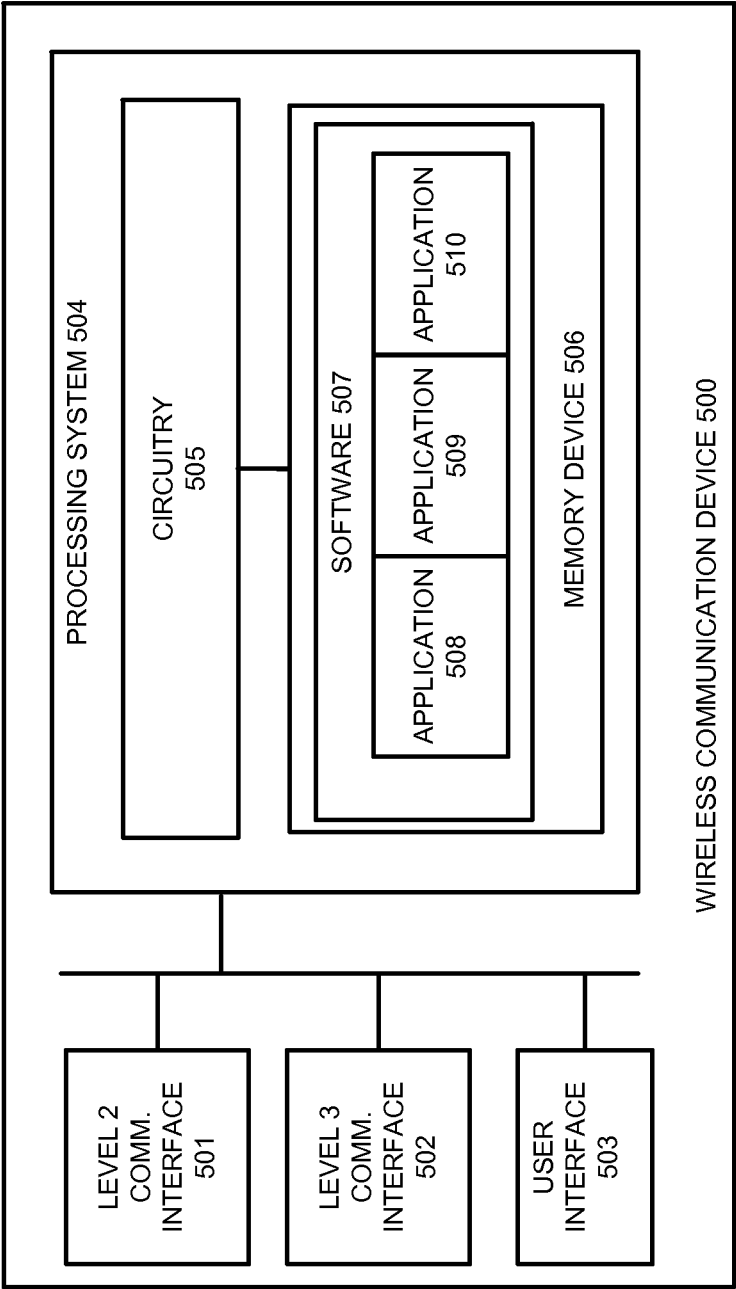 PROCESSING SYSTEM 504
CIRCUITRY
505
SOFTWARE 507
APPLICATION
508
APPLICATION
509
APPLICATION
510
MEMORY DEVICE 506
LEVEL 2
COMM.
INTERFACE
501
LEVEL 3
COMM.
INTERFACE
502
USER
INTERFACE
503
WIRELESS COMMUNICATION DEVICE 500